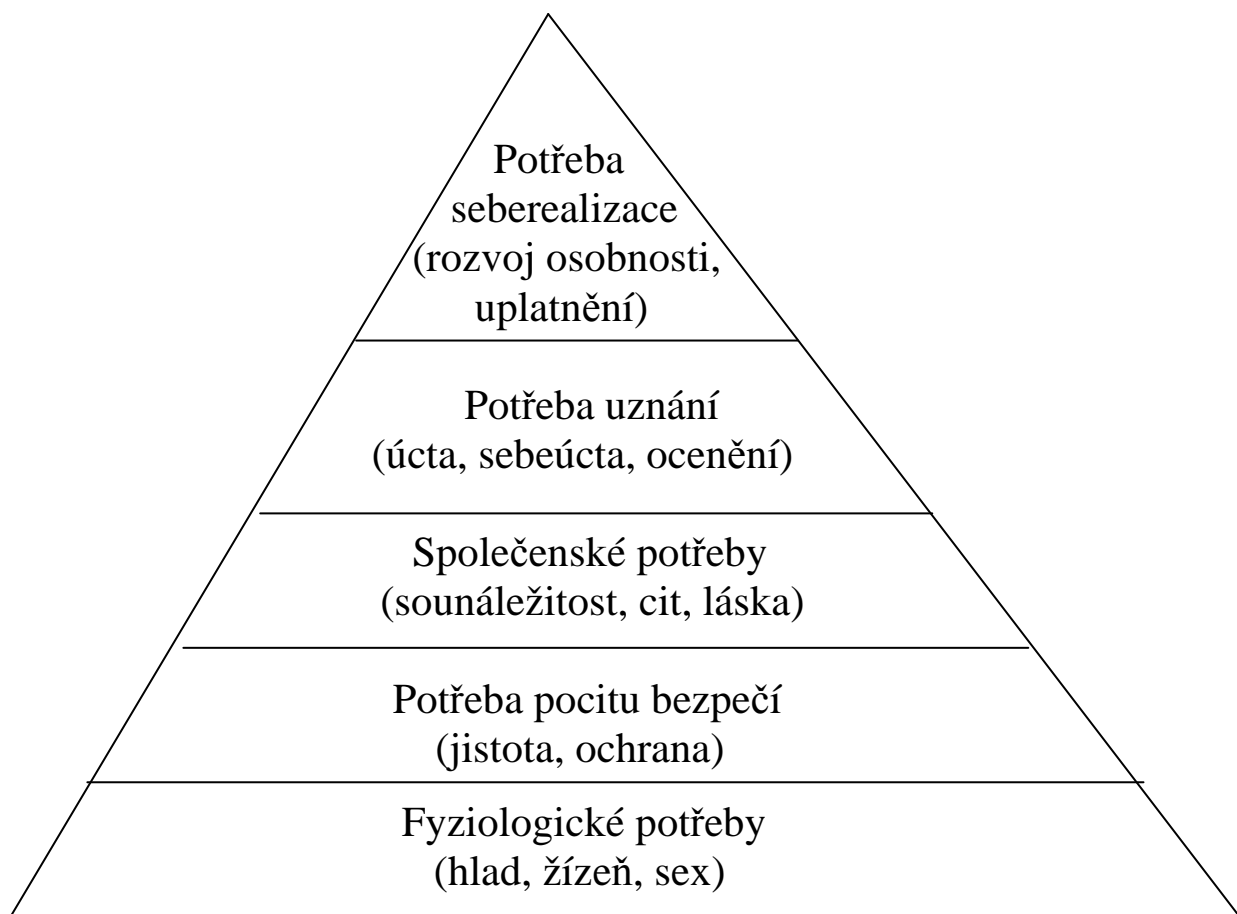 Potřeba
seberealizace
(rozvoj osobnosti,
uplatnění)
Potřeba uznání
(úcta, sebeúcta, ocenění)
Společenské potřeby
(sounáležitost, cit, láska)
Potřeba pocitu bezpečí
(jistota, ochrana)
Fyziologické potřeby
(hlad, žízeň, sex)